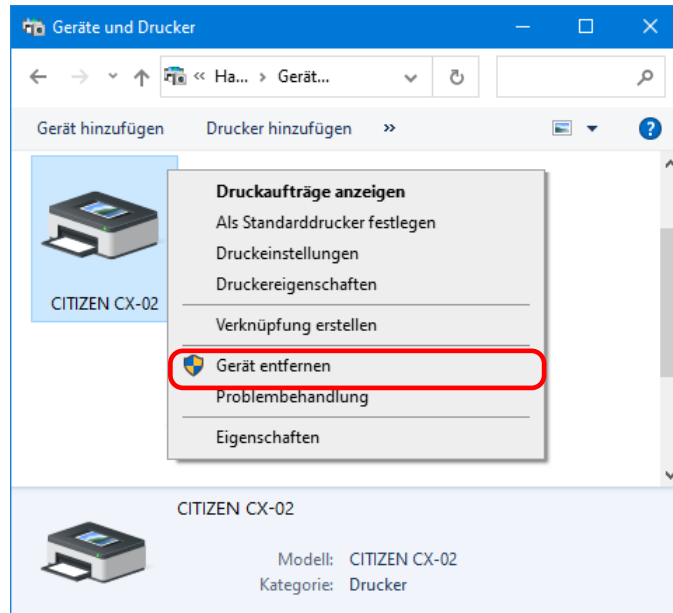 Geräte und Drucker
« Ha... › Gerät...
Gerät hinzufügen Drucker hinzufügen »
CITIZEN CX-02
Druckaufträge anzeigen
Als Standarddrucker festlegen
Druckeinstellungen
Druckereigenschaften
Verknüpfung erstellen
Gerät entfernen
Problembehandlung
Eigenschaften
CITIZEN CX-02
Modell: CITIZEN CX-02
Kategorie: Drucker